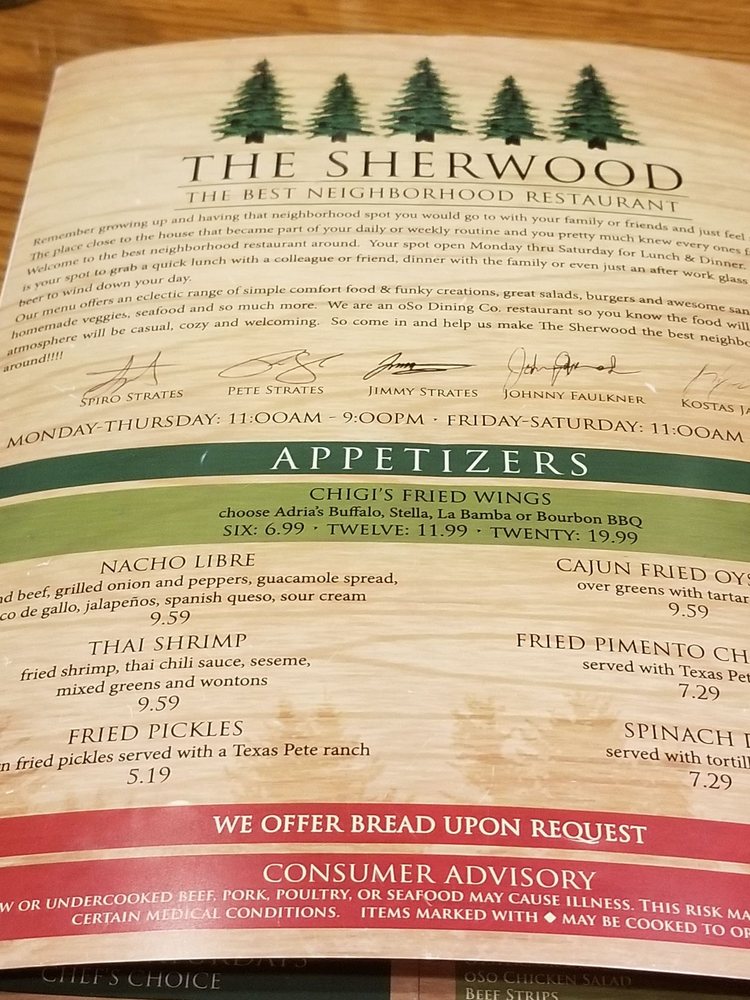 THE SHERWOOD
THE BEST NEIGHBORHOOD RESTAURANT
Remember growing up and having that neighborhood spot you would go to with your family or friends and just feel
The place close to the house that became part of your daily or weekly routine and you pretty much knew every ones
Welcome to the best neighborhood restaurant around. Your spot open Monday thru Saturday for Lunch & Dinner.
is your spot to grab a quick lunch with a colleague or friend, dinner with the family or even just an after work glass
beer to wind down your day.
Our menu offers an eclectic range of simple comfort food & funky creations, great salads, burgers and awesome
homemade veggies, seafood and so much more. We are an oSo Dining Co. restaurant so you know the food will
atmosphere will be casual, cozy and welcoming. So come in and help us make The Sherwood the best
around!!!!
SPIRO STRATES PETE STRATES JIMMY STRATES JOHNNY FAULKNER KOSTAS
MONDAY-THURSDAY: 11:00AM - 9:00PM · FRIDAY-SATURDAY: 11:00AM
APPETIZERS
CHIGI'S FRIED WINGS
choose Adria's Buffalo, Stella, La Bamba or Bourbon BBQ
SIX: 6.99 · TWELVE: 11.99 · TWENTY: 19.99
NACHO LIBRE
beef, grilled onion and peppers, guacamole spread,
de gallo, jalapeños, spanish queso, sour cream
9.59
THAI SHRIMP
fried shrimp, thai chili sauce, seseme,
mixed greens and wontons
9.59
FRIED PICKLES
fried pickles served with a Texas Pete ranch
5.19
CAJUN FRIED
over greens with tartar
9.59
FRIED PIMENTO
served with Texas
7.29
SPINACH
served with
7.29
WE OFFER BREAD UPON REQUEST
CONSUMER ADVISORY
OR UNDERCOOKED BEEF, PORK, POULTRY, OR SEAFOOD MAY CAUSE ILLNESS. THIS RISK
CERTAIN MEDICAL CONDITIONS. ITEMS MARKED WITH ◆ MAY BE COOKED TO
CHEF'S CHOICE
OSO CHICKEN SALAD
BEEF STRIPS